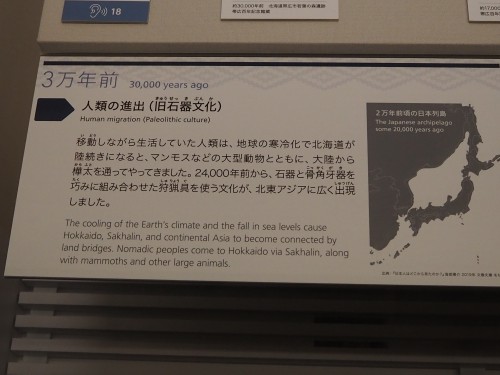 18
約30,000年前
3万年前 30,000 years ago
人類の進出（旧石器文化）
Human migration (Paleolithic culture)
移動しながら生活していた人類は、地球の寒冷化で北海道が
陸続きになると、マンモスなどの大型動物とともに、大陸から
樺太を通ってやってきました。24,000年前から、石器と骨角牙器を
巧みに組み合わせた狩猟具を使う文化が、北東アジアに広く出現
しました。
The cooling of the Earth's climate and the fall in sea levels cause
Hokkaido, Sakhalin, and continental Asia to become connected by
land bridges. Nomadic peoples come to Hokkaido via Sakhalin, along
with mammoths and other large animals.
2万年前頃の日本列島
The Japanese archipelago
some 20,000 years ago